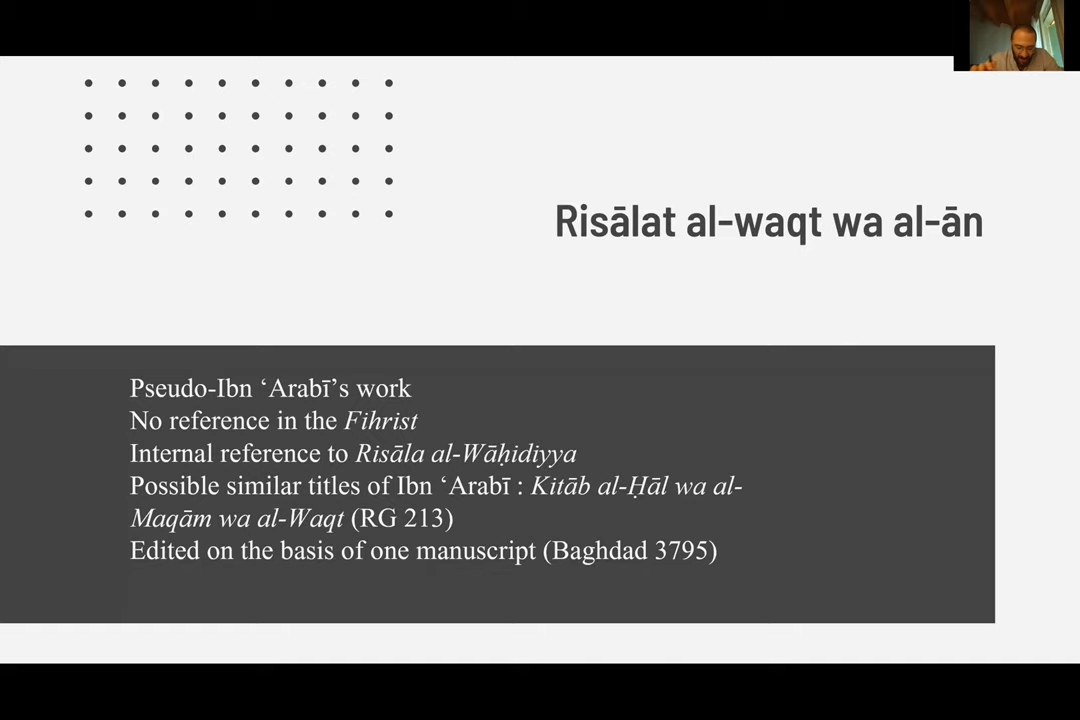 Risālat al-waqt wa al-ān
Pseudo-Ibn ‘Arabī’s work
No reference in the Fihrist
Internal reference to Risāla al-Wāḥidiyya
Possible similar titles of Ibn ‘Arabī : Kitāb al-Ḥāl wa al-
Maqām wa al-Waqt (RG 213)
Edited on the basis of one manuscript (Baghdad 3795)